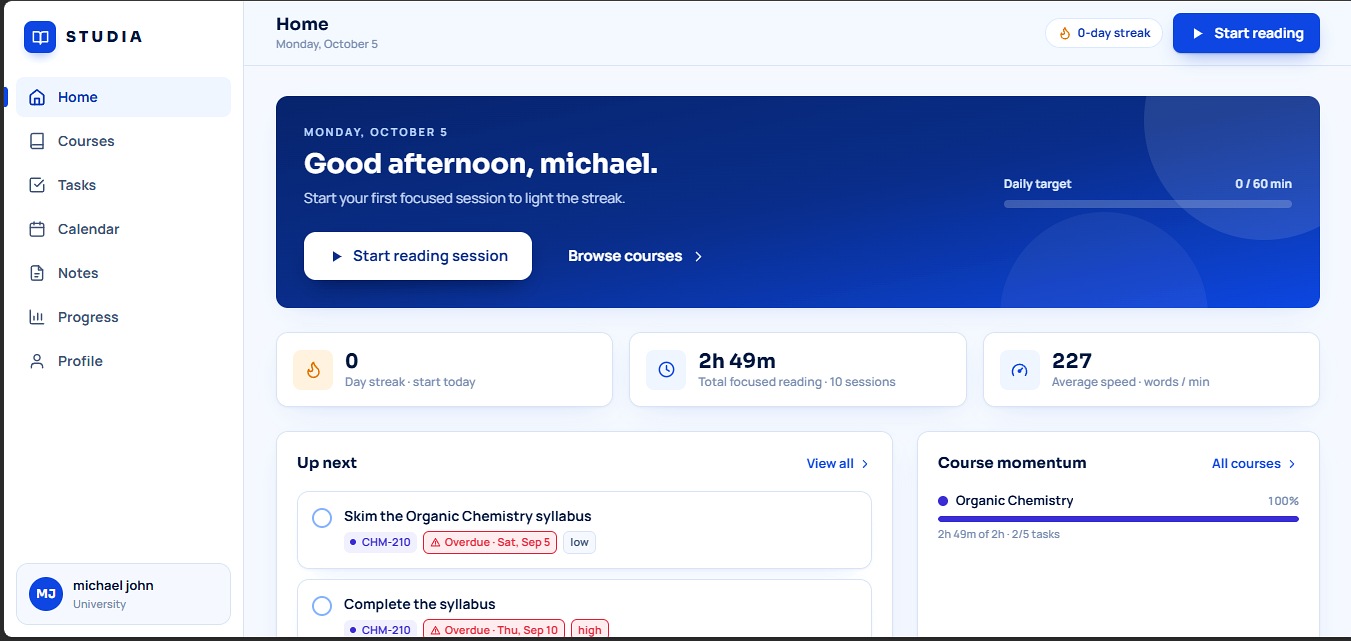 STUDIA
Home
Courses
Tasks
Calendar
Notes
Progress
Profile
MJ
michael john
University
Home
Monday, October 5
0-day streak
Start reading
MONDAY, OCTOBER 5
Good afternoon, michael.
Start your first focused session to light the streak.
Start reading session
Browse courses
Daily target
0 / 60 min
0
Day streak · start today
2h 49m
Total focused reading · 10 sessions
227
Average speed · words / min
Up next
View all
Skim the Organic Chemistry syllabus
CHM-210
Overdue · Sat, Sep 5
low
Complete the syllabus
CHM-210
Overdue · Thu, Sep 10
high
Course momentum
All courses
Organic Chemistry
100%
2h 49m of 2h · 2/5 tasks